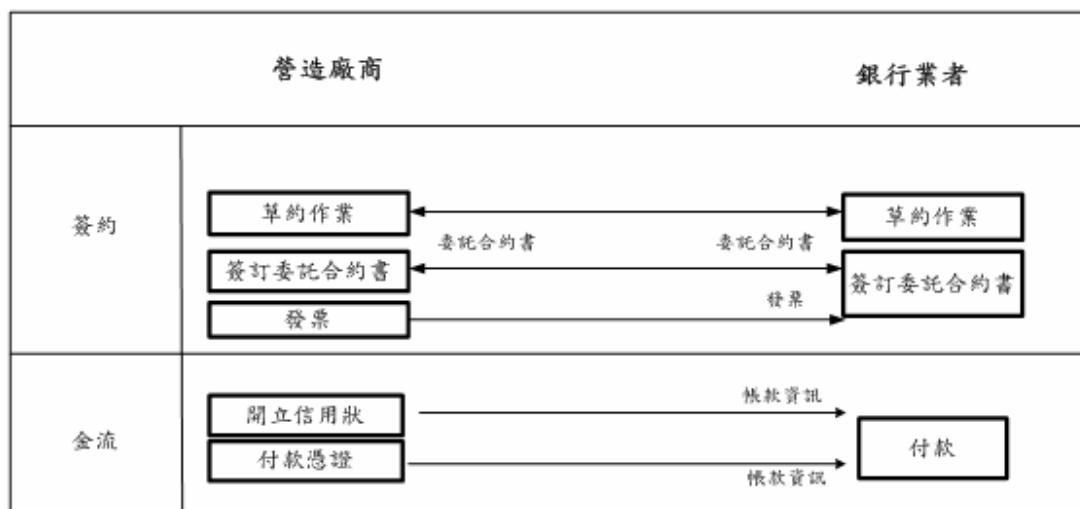 營造廠商
銀行業者
簽約
草約作業
草約作業
委託合約書
委託合約書
簽訂委託合約書
簽訂委託合約書
發票
發票
金流
開立信用狀
帳款資訊
付款憑證
付款
帳款資訊